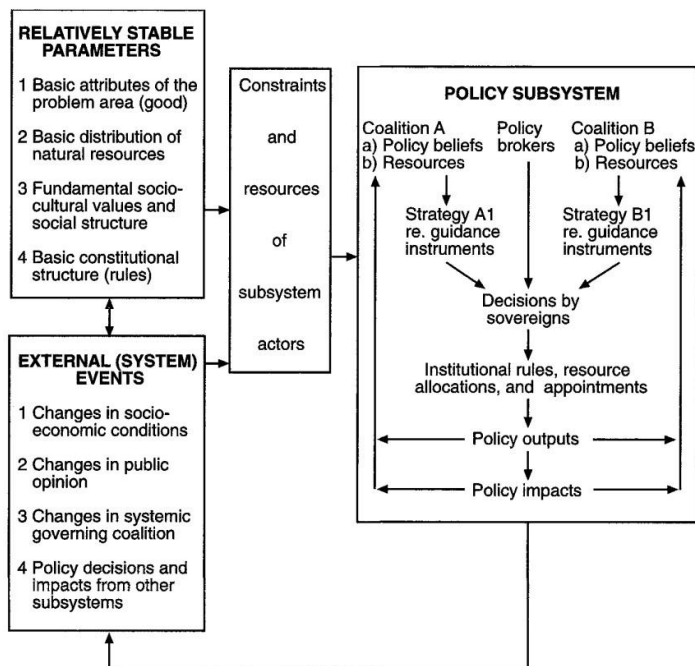 RELATIVELY STABLE
PARAMETERS
1 Basic attributes of the
problem area (good)
2 Basic distribution of
natural resources
3 Fundamental socio-
cultural values and
social structure
4 Basic constitutional
structure (rules)
EXTERNAL (SYSTEM)
EVENTS
1 Changes in socio-
economic conditions
2 Changes in public
opinion
3 Changes in systemic
governing coalition
4 Policy decisions and
impacts from other
subsystems
Constraints
and
resources
of
subsystem
actors
POLICY SUBSYSTEM
Coalition A
a) Policy beliefs
b) Resources
Policy
brokers
Coalition B
a) Policy beliefs
b) Resources
Strategy A1
re. guidance
instruments
Strategy B1
re. guidance
instruments
Decisions by
sovereigns
Institutional rules, resource
allocations, and appointments
Policy outputs
Policy impacts